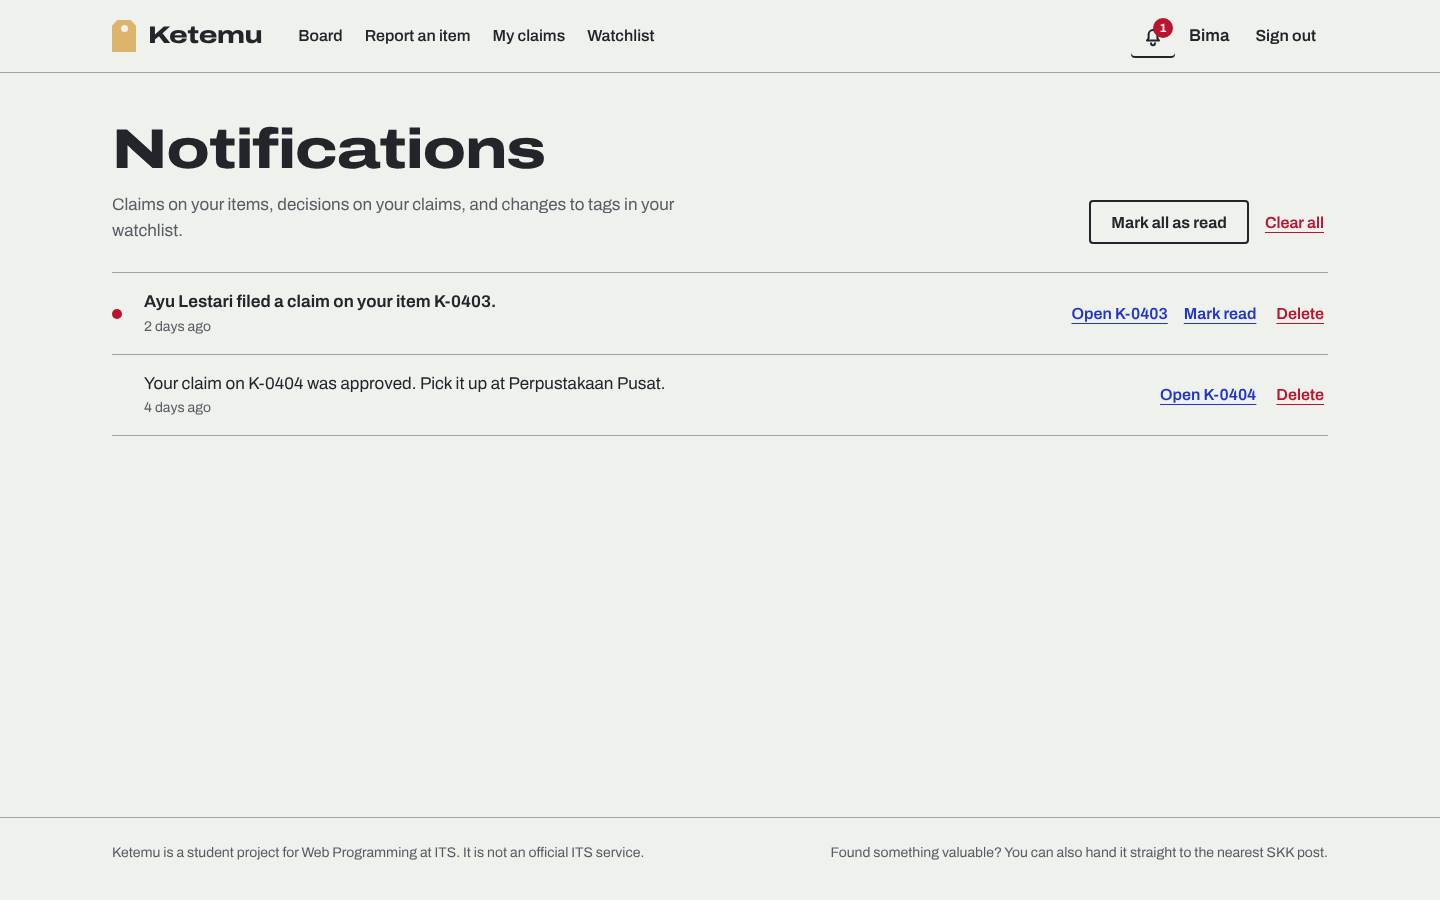 Ketemu
Board
Report an item
My claims
Watchlist
1
Bima
Sign out
Notifications
Claims on your items, decisions on your claims, and changes to tags in your
watchlist.
Mark all as read
Clear all
Ayu Lestari filed a claim on your item K-0403.
2 days ago
Open K-0403
Mark read
Delete
Your claim on K-0404 was approved. Pick it up at Perpustakaan Pusat.
4 days ago
Open K-0404
Delete
Ketemu is a student project for Web Programming at ITS. It is not an official ITS service.
Found something valuable? You can also hand it straight to the nearest SKK post.